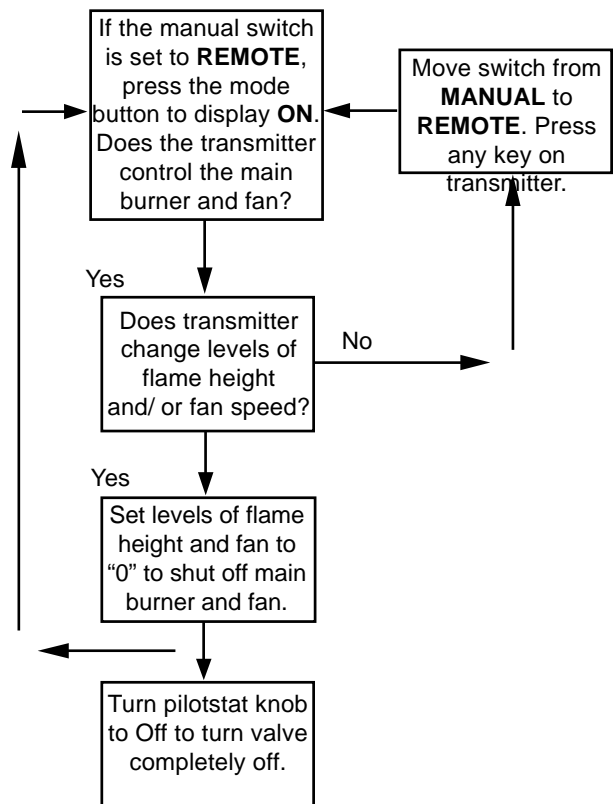 If the manual switch
is set to REMOTE,
press the mode
button to display ON.
Does the transmitter
control the main
burner and fan?
Move switch from
MANUAL to
REMOTE. Press
any key on
transmitter.
Yes
Does transmitter
change levels of
flame height
and/ or fan speed?
No
Yes
Set levels of flame
height and fan to
“0” to shut off main
burner and fan.
Turn pilotstat knob
to Off to turn valve
completely off.